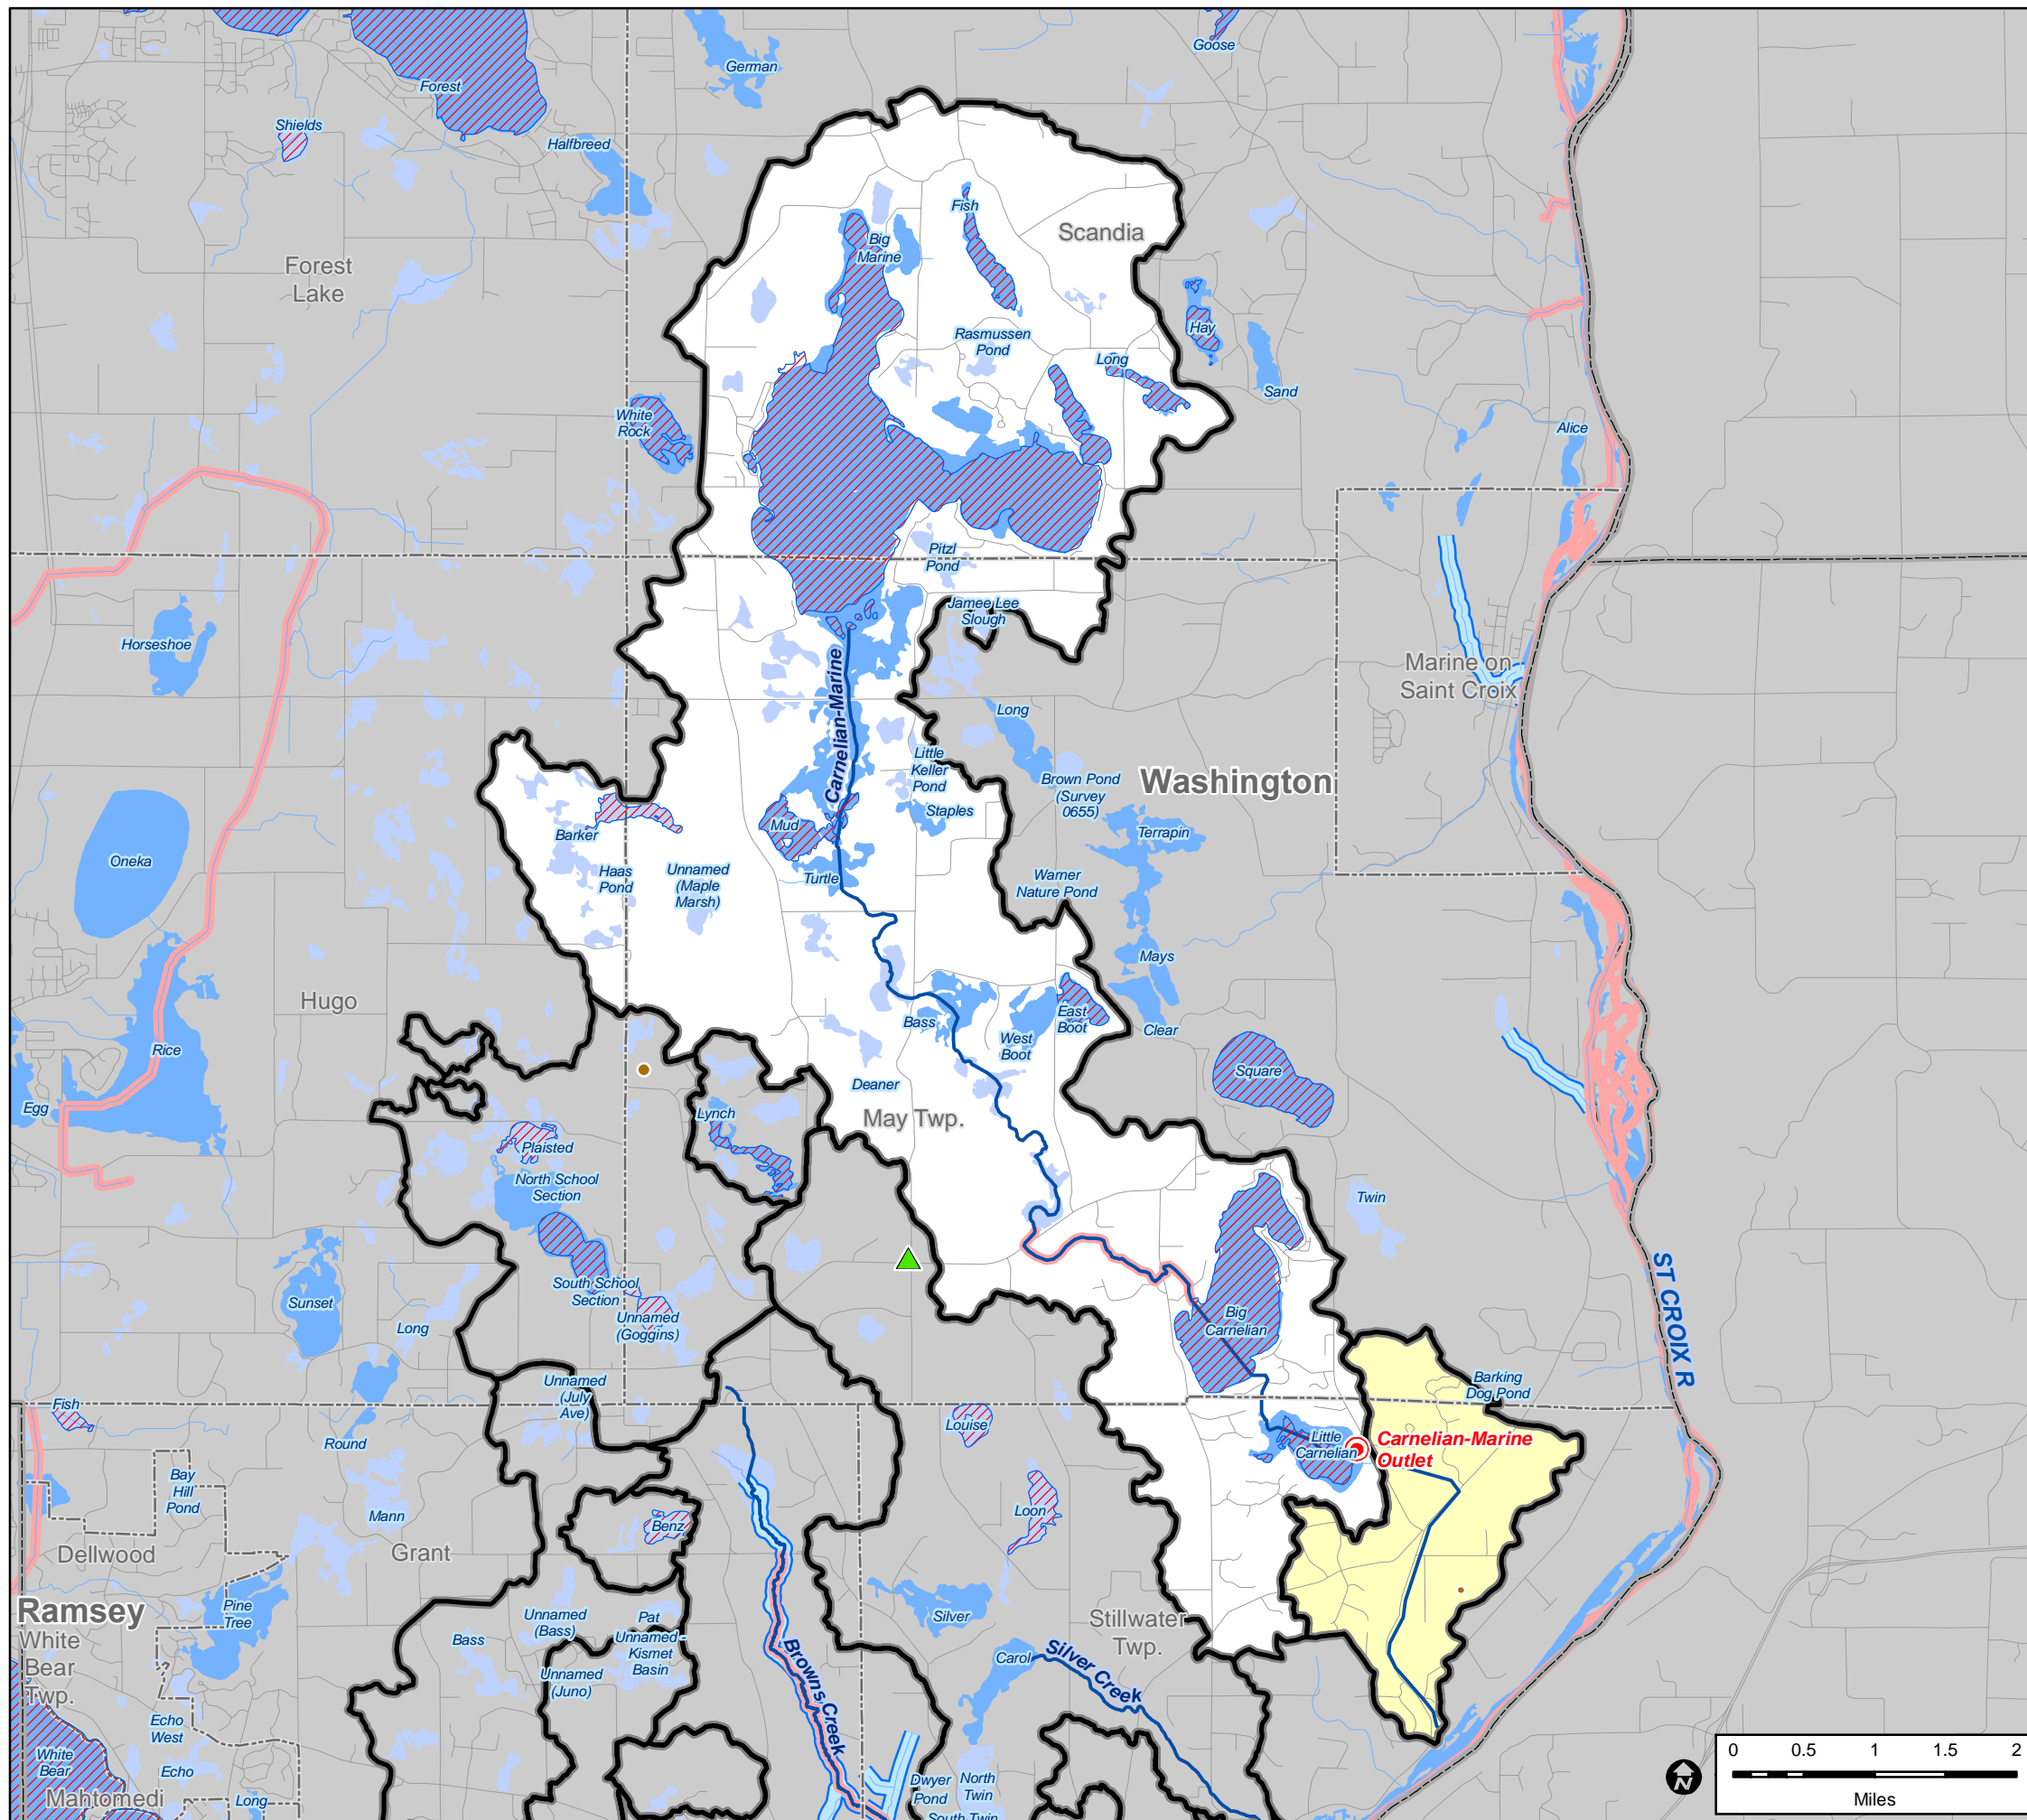 Goose
German
Forest
Shields
Halfbreed
Fish
Scandia
Big
Marine
Forest
Lake
Hay
Rasmussen
Pond
Long
Sand
White
Rock
Alice
Pitzl
Pond
Jamee Lee
Slough
Horseshoe
Marine on
Saint Croix
Carnelian-Marine
Long
Little
Keller
Pond
Brown Pond
(Survey
0655)
Washington
Staples
Mud
Barker
Terrapin
Oneka
Haas
Pond
Unnamed
(Maple
Marsh)
Turtle
Warner
Nature Pond
Mays
Hugo
Bass
East
Boot
West
Boot
Clear
Rice
Square
Deaner
Egg
Lynch
May Twp.
Plaisted
North School
Section
Twin
South School
Section
Sunset
Unnamed
(Goggins)
Long
Big
Carnelian
ST CROIX R
Unnamed
(July
Ave)
Barking
Dog Pond
Fish
Louise
Round
Little
Carnelian
Carnelian-Marine
Outlet
Bay
Hill
Pond
Mann
Loon
Benz
Dellwood
Grant
Ramsey
Pine
Tree
Silver
Stillwater
Twp.
White
Bear
Twp.
Unnamed
(Bass)
Pat
Unnamed -
Kismet
Basin
Bass
Unnamed
(Juno)
Browns Creek
Carol
Silver Creek
Echo
West
White
Bear
Echo
Mahtomedi
Long
Dwyer
Pond
North
Twin
South Twin
N
0 0.5 1 1.5 2
Miles